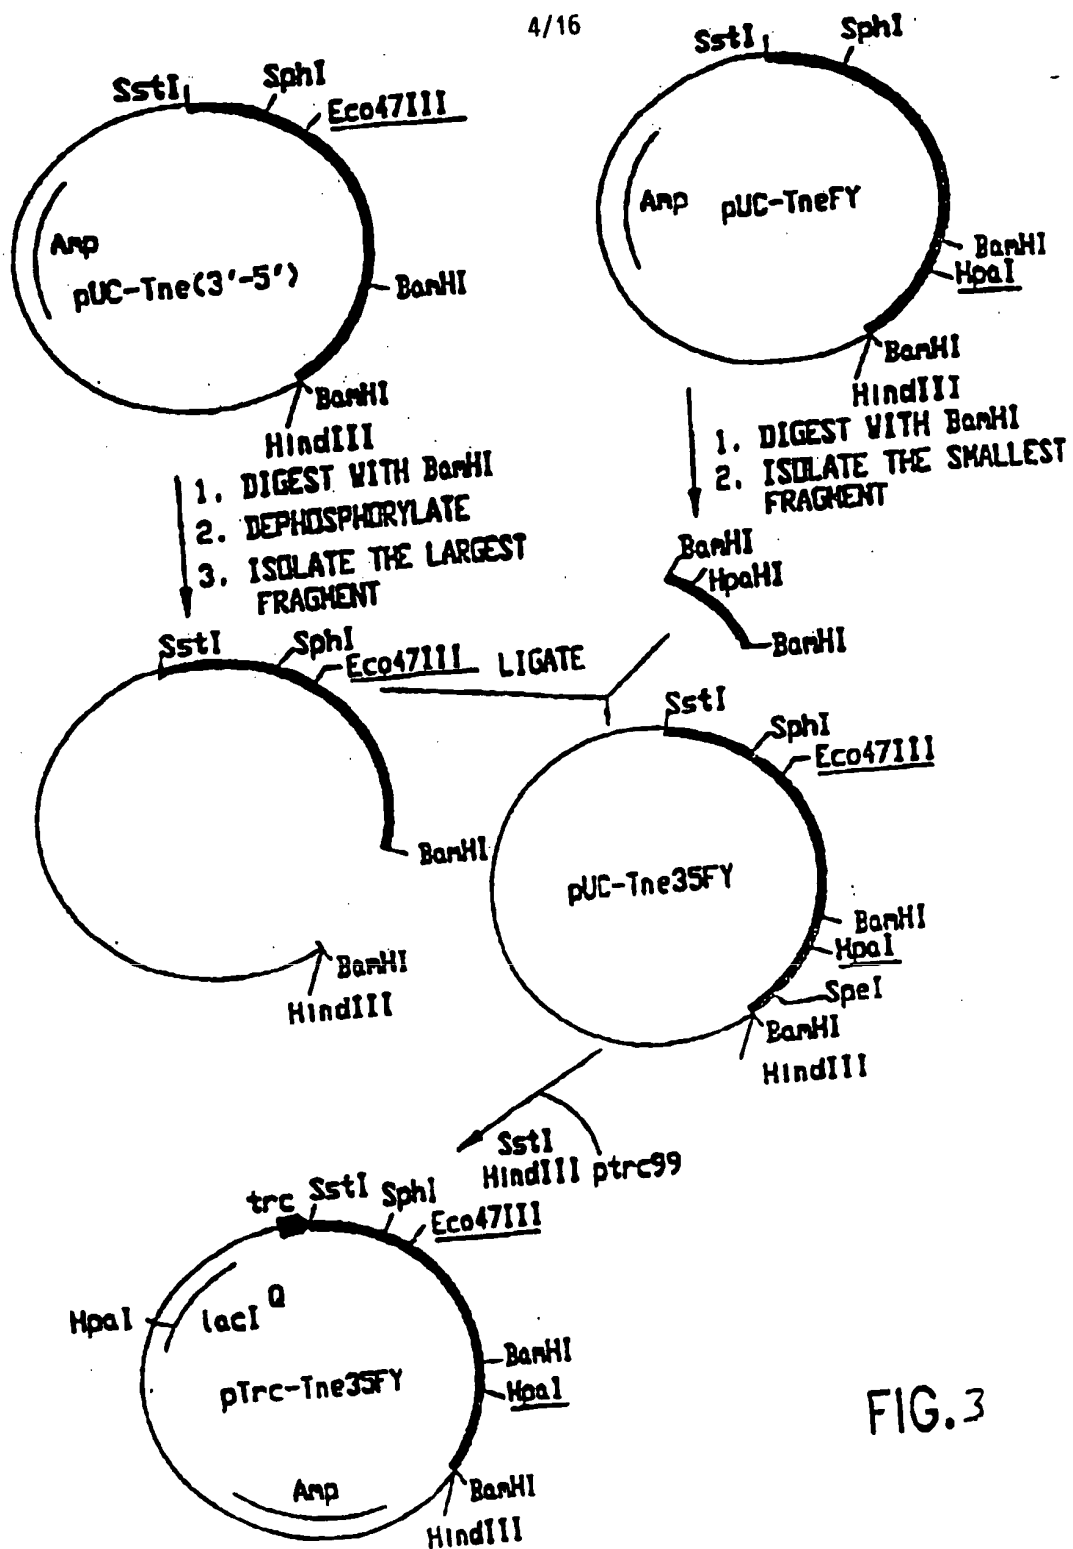 4/16
SstI
SphI
Eco47III
Amp
pUC-Tne(3'-5')
BamHI
BamHI
HindIII
1. DIGEST WITH BamHI
2. DEPHOSPHORYLATE
3. ISOLATE THE LARGEST
FRAGMENT
SstI
SphI
Amp
pUC-TneFY
BamHI
HpaI
BamHI
HindIII
1. DIGEST WITH BamHI
2. ISOLATE THE SMALLEST
FRAGMENT
BamHI
HpaHI
BamHI
SstI
SphI
Eco47III
LIGATE
BamHI
BamHI
HindIII
SstI
SphI
Eco47III
pUC-Tne35FY
BamHI
HpaI
SpeI
BamHI
HindIII
SstI
HindIII ptrc99
trc
SstI
SphI
Eco47III
HpaI
lacI Q
pTrc-Tne35FY
BamHI
HpaI
Amp
BamHI
HindIII
FIG.3